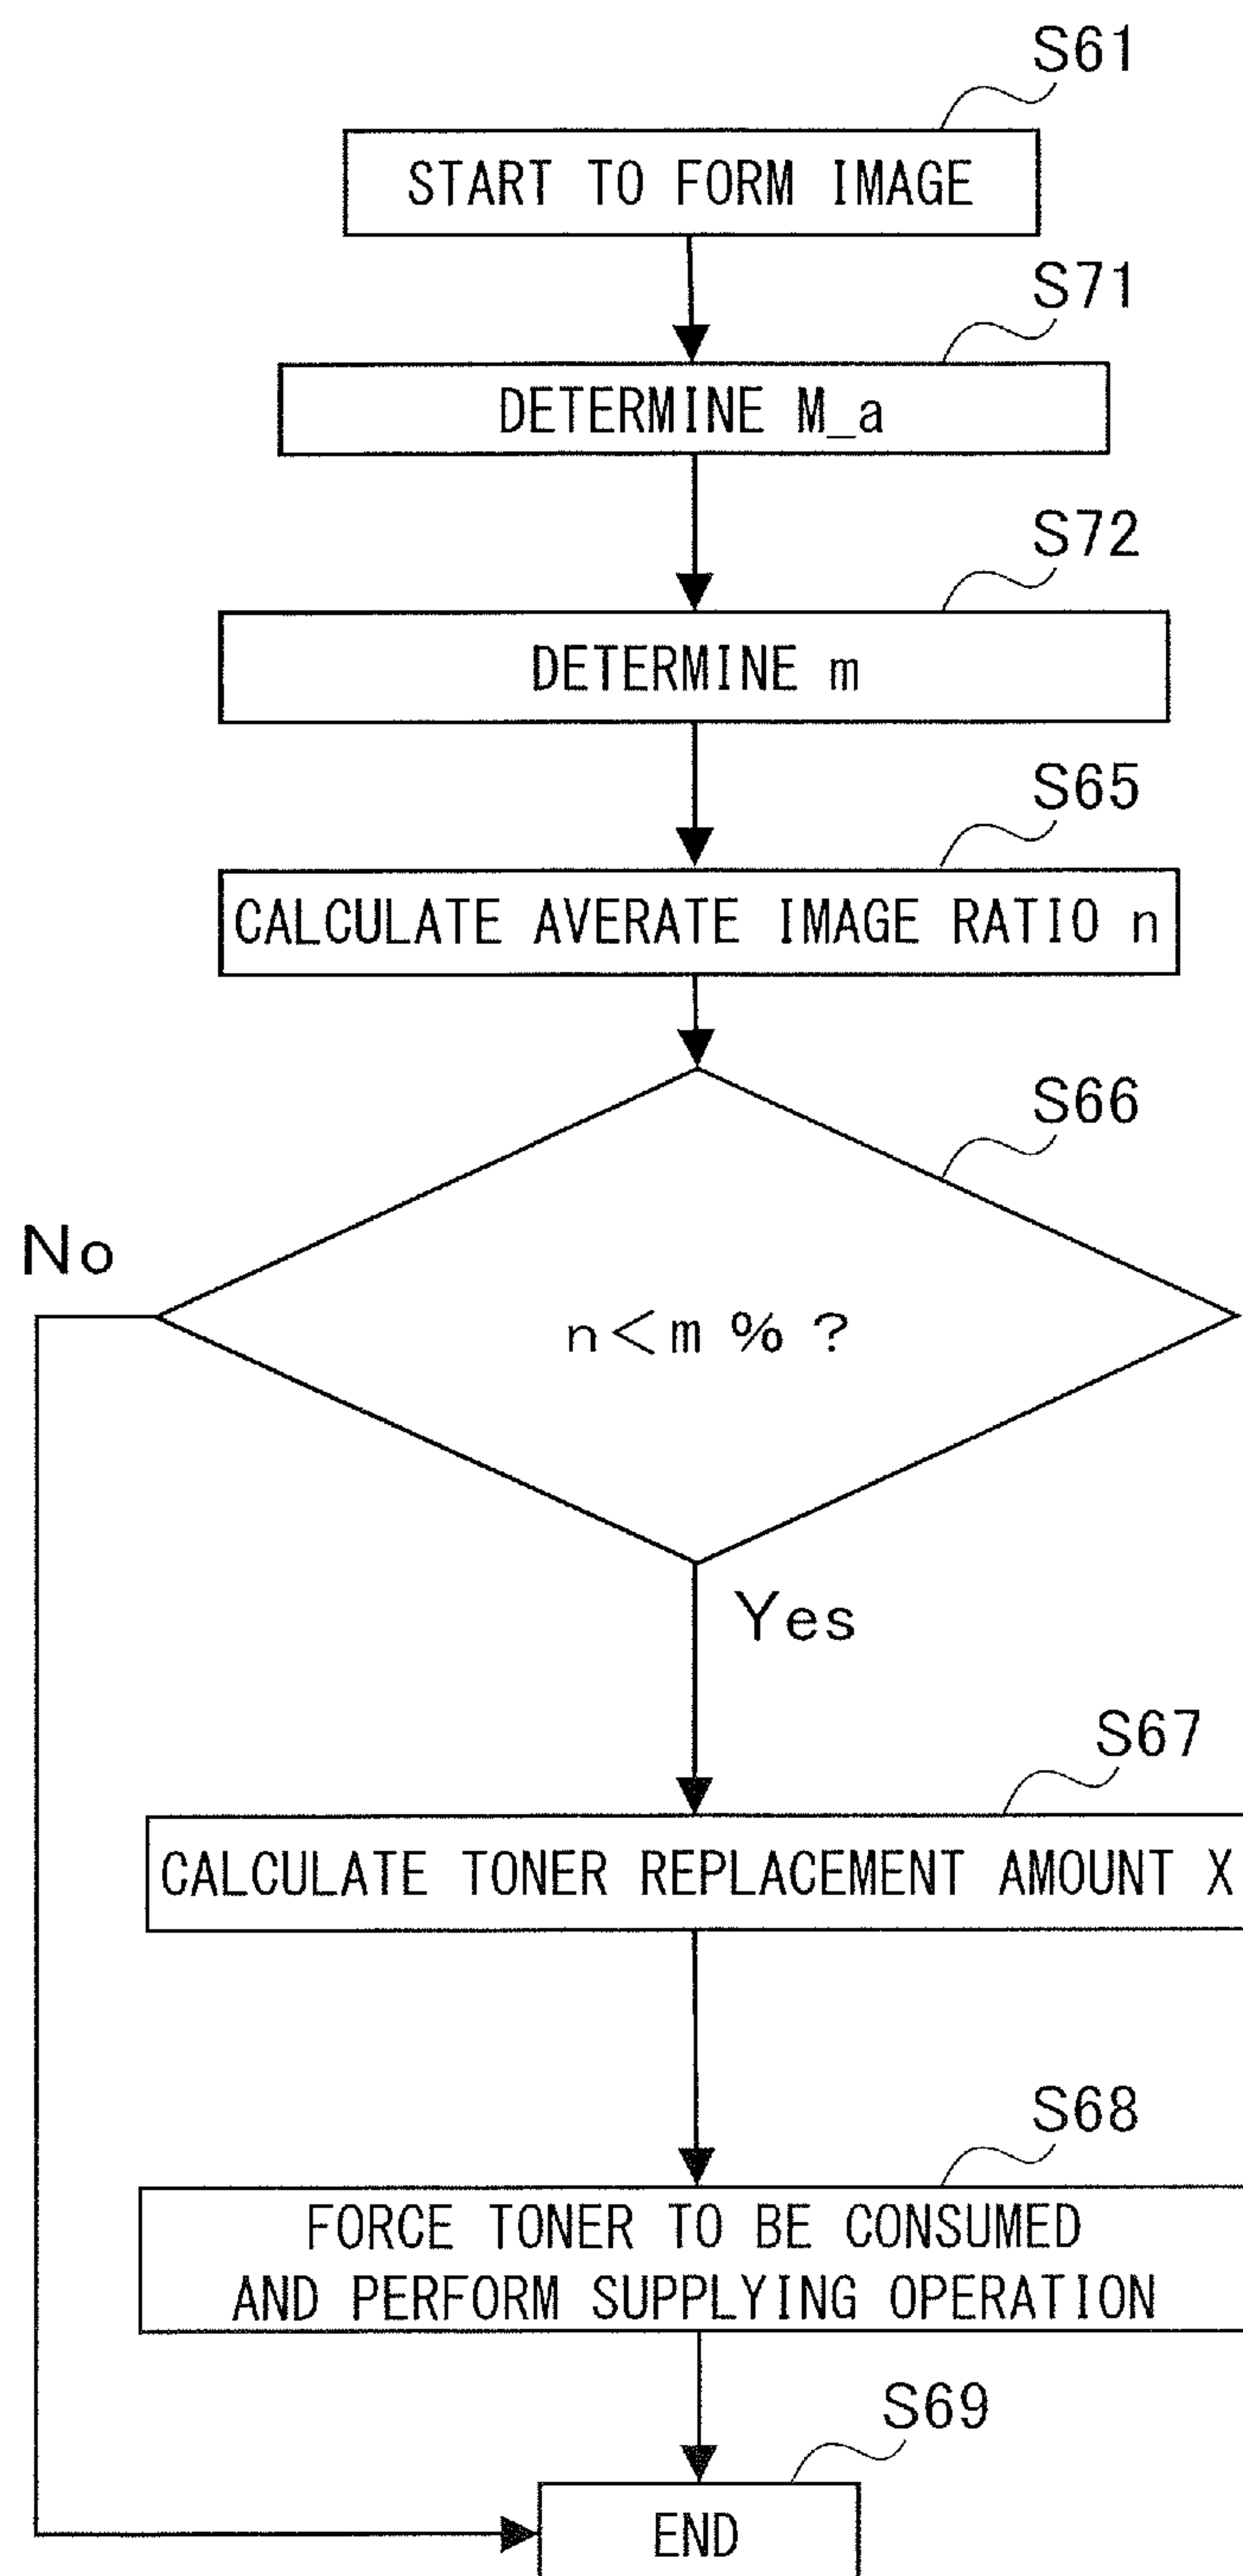 S61
START TO FORM IMAGE
S71
DETERMINE M_a
S72
DETERMINE m
S65
CALCULATE AVERATE IMAGE RATIO n
S66
No
n<m % ?
Yes
S67
CALCULATE TONER REPLACEMENT AMOUNT X
S68
FORCE TONER TO BE CONSUMED
AND PERFORM SUPPLYING OPERATION
S69
END